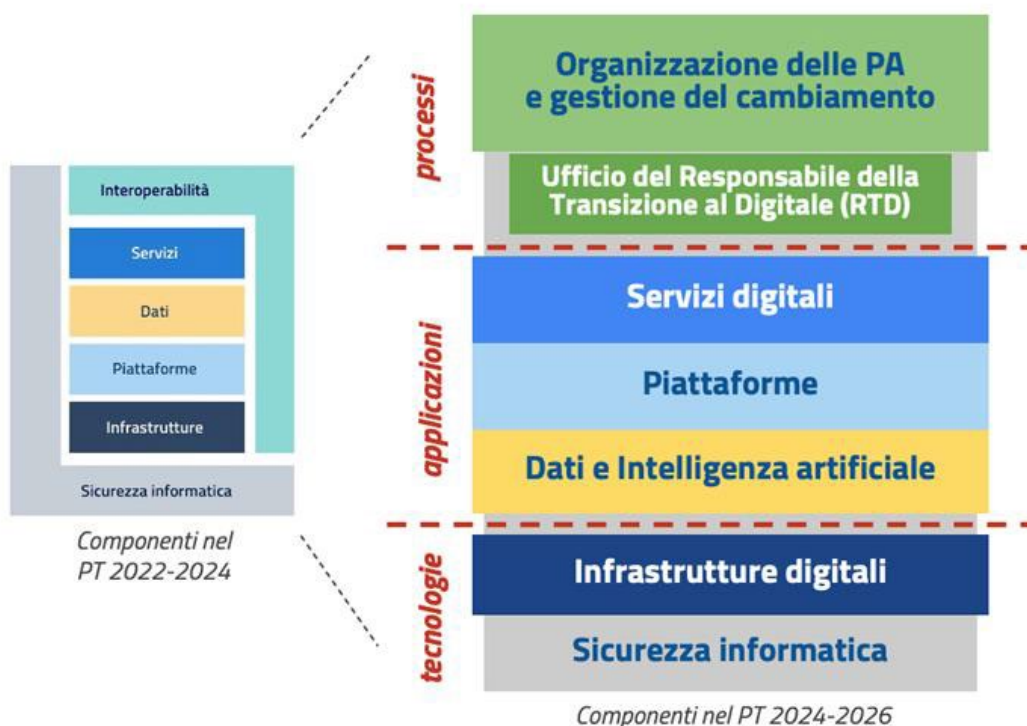 Interoperabilità
Servizi
Dati
Piattaforme
Infrastrutture
Sicurezza informatica
Componenti nel
PT 2022-2024
processi
Organizzazione delle PA
e gestione del cambiamento
Ufficio del Responsabile della
Transizione al Digitale (RTD)
applicazioni
Servizi digitali
Piattaforme
Dati e Intelligenza artificiale
tecnologie
Infrastrutture digitali
Sicurezza informatica
Componenti nel PT 2024-2026